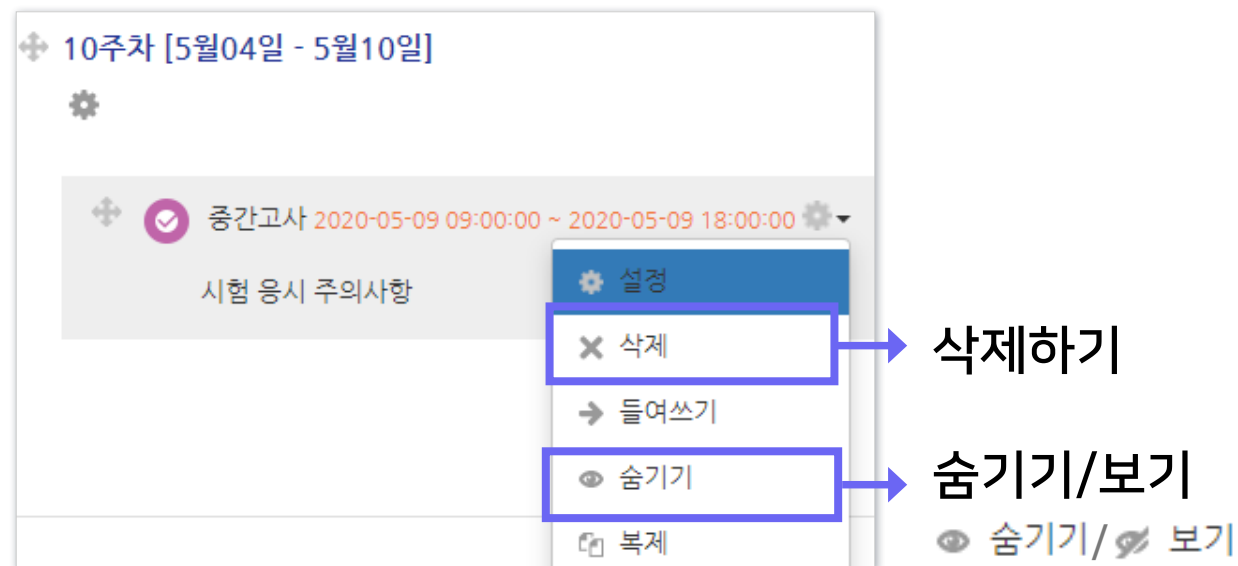 10주차 [5월04일 - 5월10일]
중간고사 2020-05-09 09:00:00 ~ 2020-05-09 18:00:00
시험 응시 주의사항
설정
삭제
들여쓰기
숨기기
복제
삭제하기
숨기기/보기
숨기기/ 보기